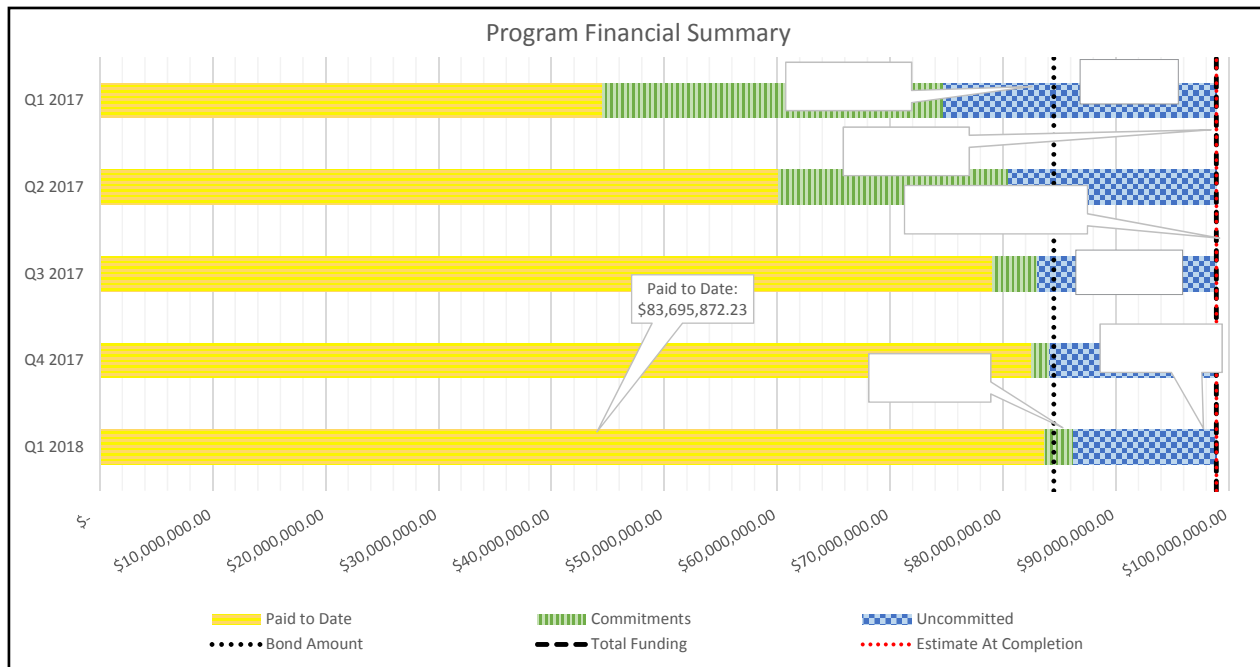 Program Financial Summary
Q1 2017
Q2 2017
Q3 2017
Paid to Date:
$83,695,872.23
Q4 2017
Q1 2018
$-
$10,000,000.00
$20,000,000.00
$30,000,000.00
$40,000,000.00
$50,000,000.00
$60,000,000.00
$70,000,000.00
$80,000,000.00
$90,000,000.00
$100,000,000.00
Paid to Date
Commitments
Uncommitted
Bond Amount
Total Funding
Estimate At Completion